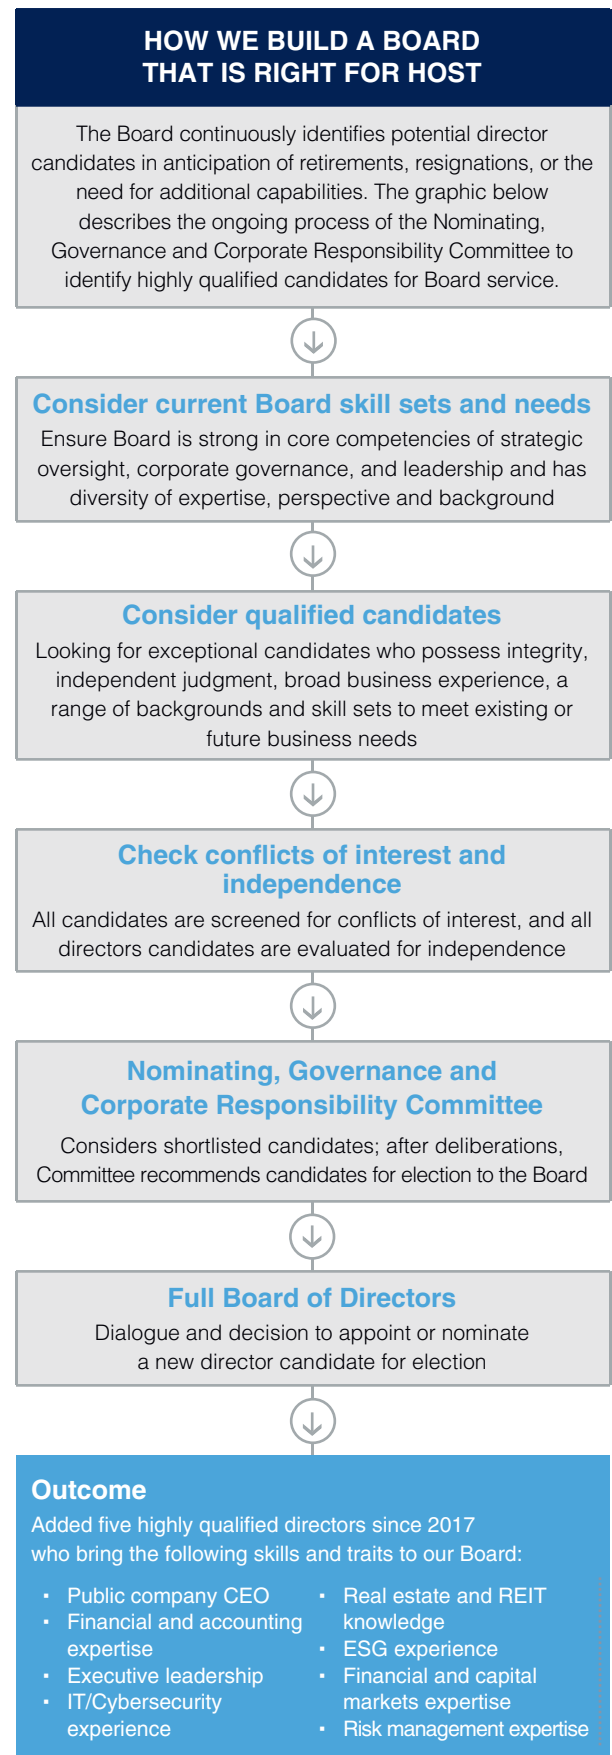 HOW WE BUILD A BOARD
THAT IS RIGHT FOR HOST
The Board continuously identifies potential director
candidates in anticipation of retirements, resignations, or the
need for additional capabilities. The graphic below
describes the ongoing process of the Nominating,
Governance and Corporate Responsibility Committee to
identify highly qualified candidates for Board service.
Consider current Board skill sets and needs
Ensure Board is strong in core competencies of strategic
oversight, corporate governance, and leadership and has
diversity of expertise, perspective and background
Consider qualified candidates
Looking for exceptional candidates who possess integrity,
independent judgment, broad business experience, a
range of backgrounds and skill sets to meet existing or
future business needs
Check conflicts of interest and
independence
All candidates are screened for conflicts of interest, and all
directors candidates are evaluated for independence
Nominating, Governance and
Corporate Responsibility Committee
Considers shortlisted candidates; after deliberations,
Committee recommends candidates for election to the Board
Full Board of Directors
Dialogue and decision to appoint or nominate
a new director candidate for election
Outcome
Added five highly qualified directors since 2017
who bring the following skills and traits to our Board:
▪ Public company CEO
▪ Financial and accounting
expertise
▪ Executive leadership
▪ IT/Cybersecurity
experience
▪ Real estate and REIT
knowledge
▪ ESG experience
▪ Financial and capital
markets expertise
▪ Risk management expertise